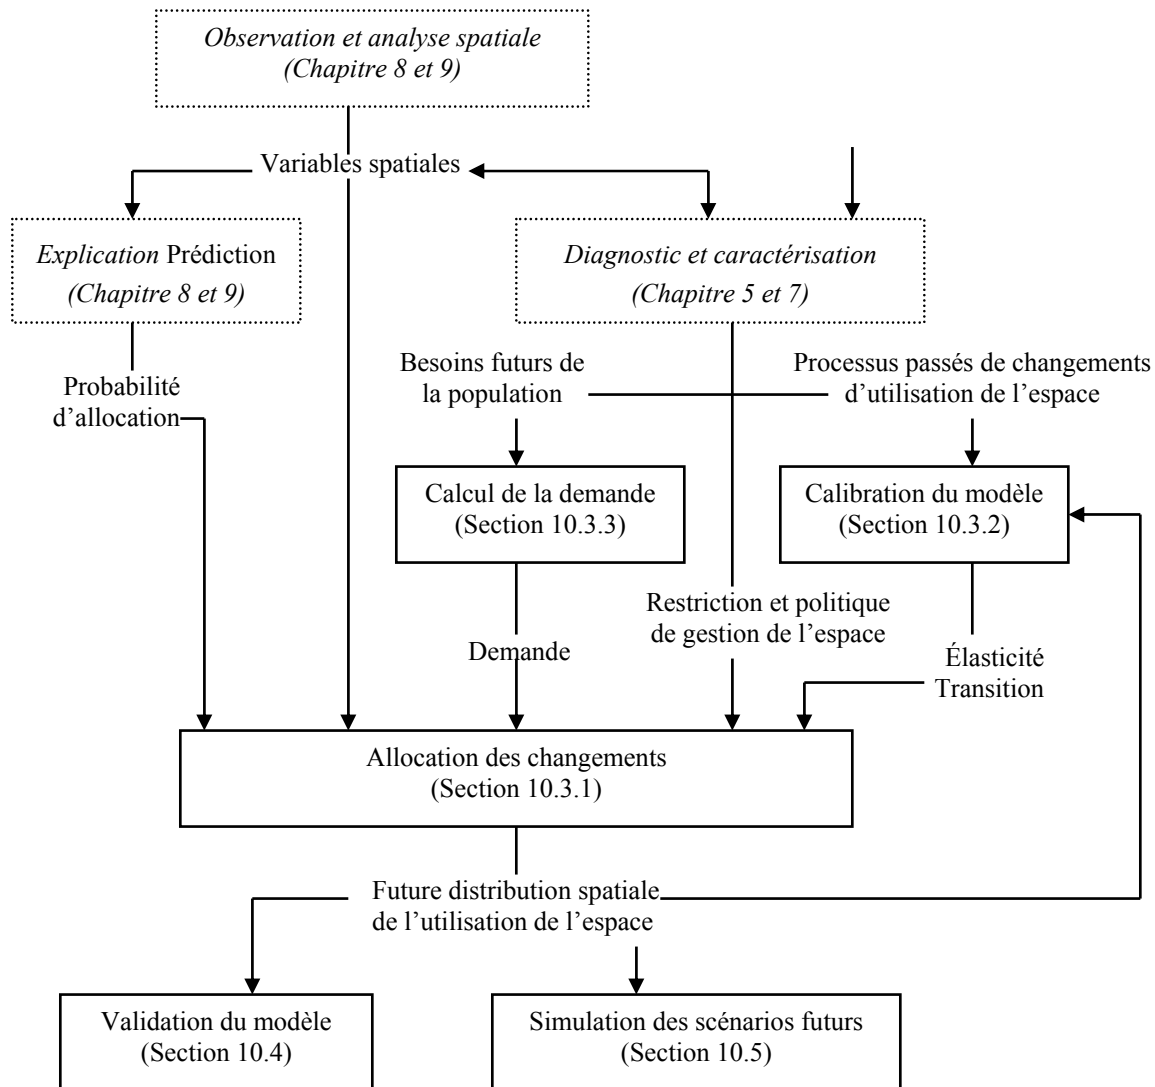 Observation et analyse spatiale
(Chapitre 8 et 9)
Variables spatiales
Explication Prédiction
(Chapitre 8 et 9)
Diagnostic et caractérisation
(Chapitre 5 et 7)
Probabilité
d’allocation
Besoins futurs de
la population
Processus passés de changements
d’utilisation de l’espace
Calcul de la demande
(Section 10.3.3)
Calibration du modèle
(Section 10.3.2)
Demande
Restriction et politique
de gestion de l’espace
Élasticité
Transition
Allocation des changements
(Section 10.3.1)
Future distribution spatiale
de l’utilisation de l’espace
Validation du modèle
(Section 10.4)
Simulation des scénarios futurs
(Section 10.5)